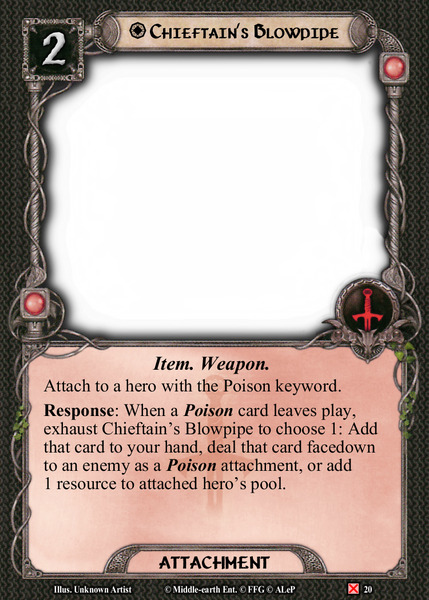 2
Chieftain's Blowpipe
Item. Weapon.
Attach to a hero with the Poison keyword.
Response: When a Poison card leaves play,
exhaust Chieftain's Blowpipe to choose 1: Add
that card to your hand, deal that card facedown
to an enemy as a Poison attachment, or add
1 resource to attached hero's pool.
ATTACHMENT
Illus. Unknown Artist © Middle-earth Ent. © FFG © ALeP 20